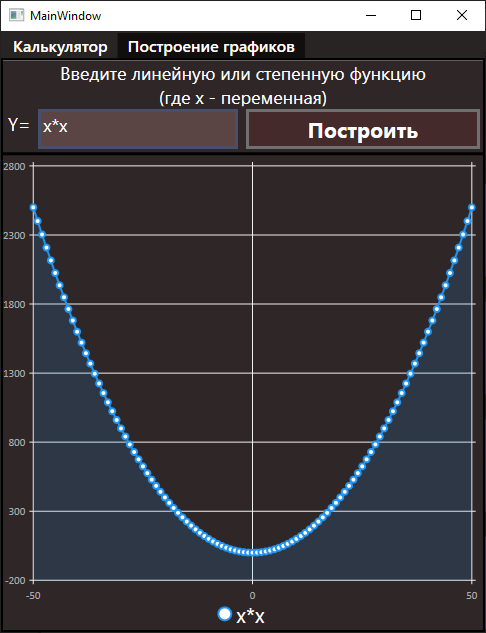 MainWindow
Калькулятор Построение графиков
Введите линейную или степенную функцию
(где x - переменная)
Y= x*x Построить
2800
2300
1800
1300
800
300
-200
-50 0 50
x*x